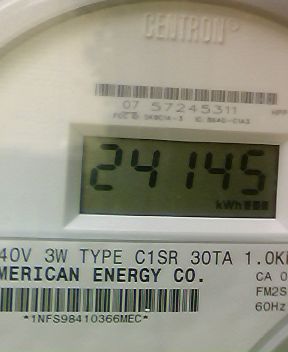 CENTRON®
07 57245311
24145
kWh
40V 3W TYPE C1SR 30TA 1.0K
MERICAN ENERGY CO.
CA 0
FM2S
60Hz
*1NFS98410366MEC*